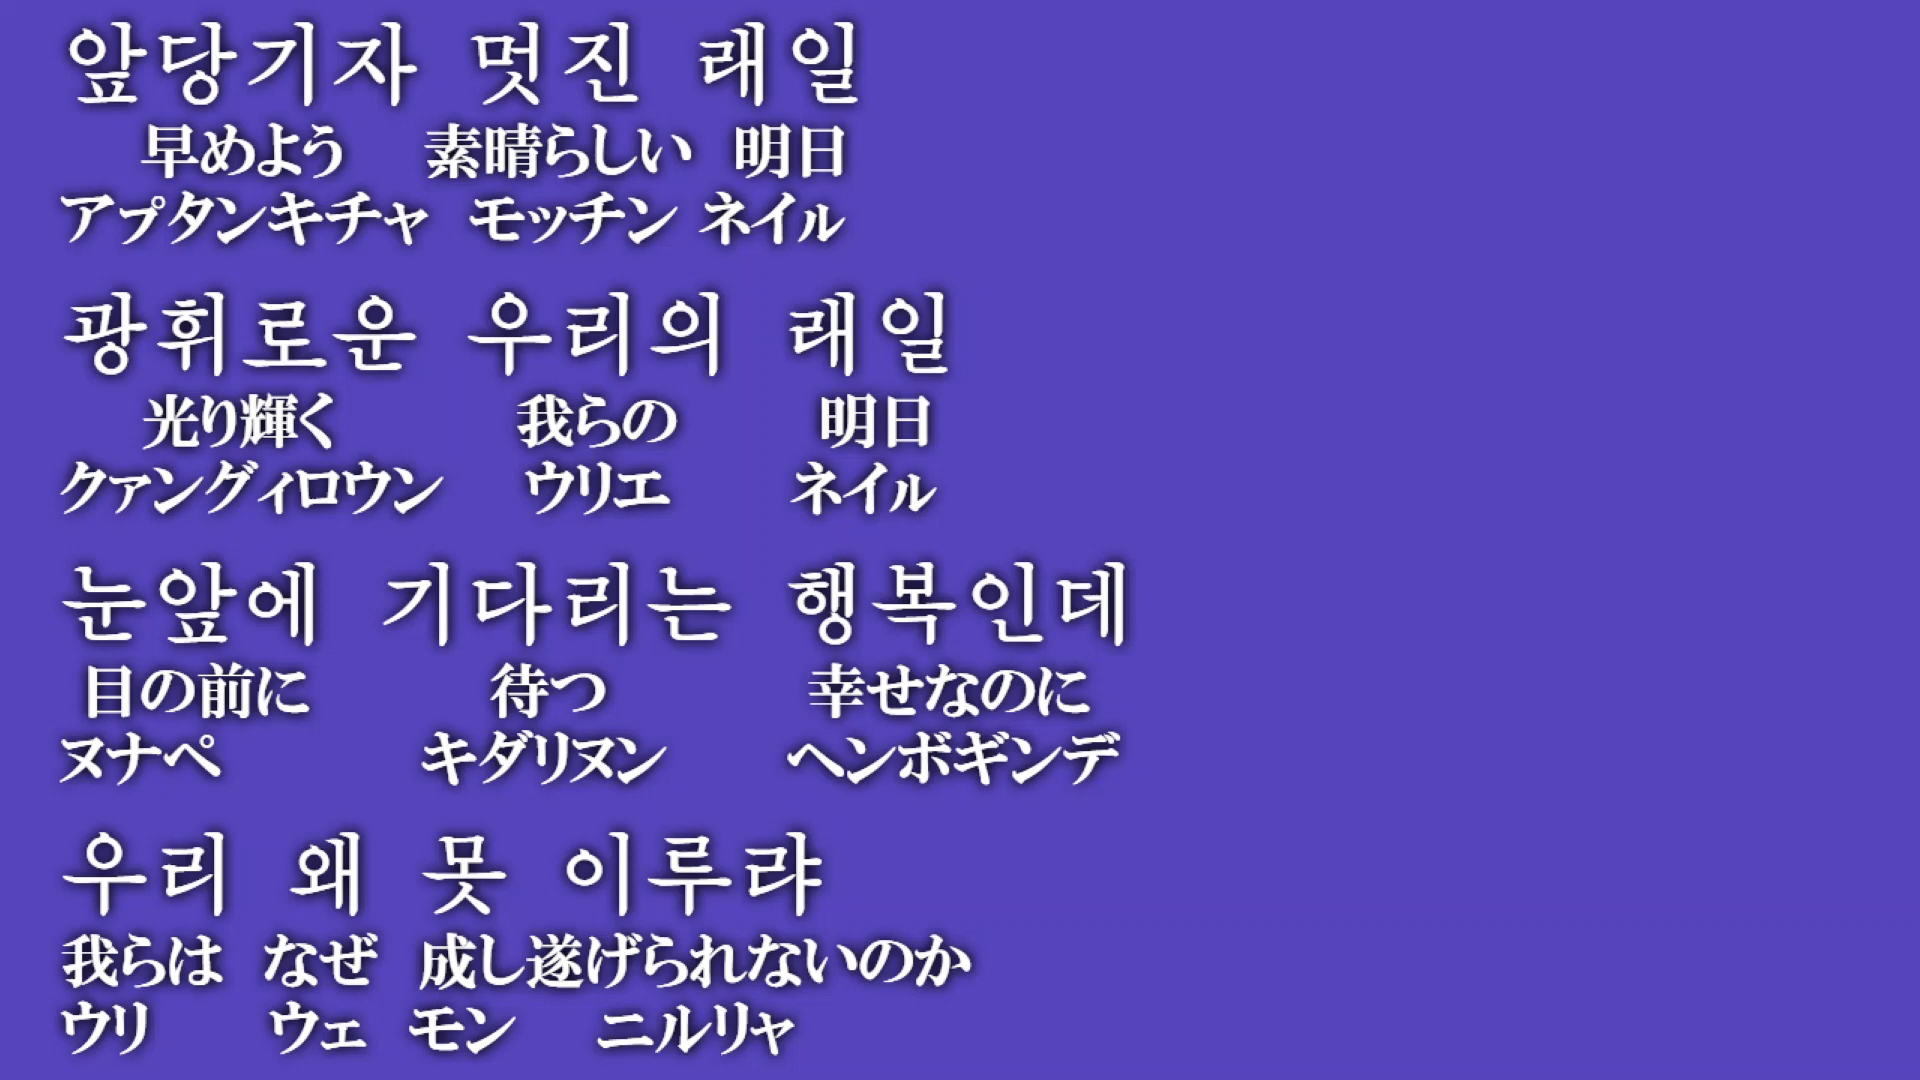 앞당기자 멋진 래일
早めよう 素晴らしい 明日
アプタンキチャ モッチン ネイル
광휘로운 우리의 래일
光り輝く 我らの 明日
クァングィロウン ウリエ ネイル
눈앞에 기다리는 행복인데
目の前に 待つ 幸せなのに
ヌナペ キダリヌン ヘンボギンデ
우리 왜 못 이루랴
我らは なぜ 成し遂げられないのか
ウリ ウェ モン ニルリャ